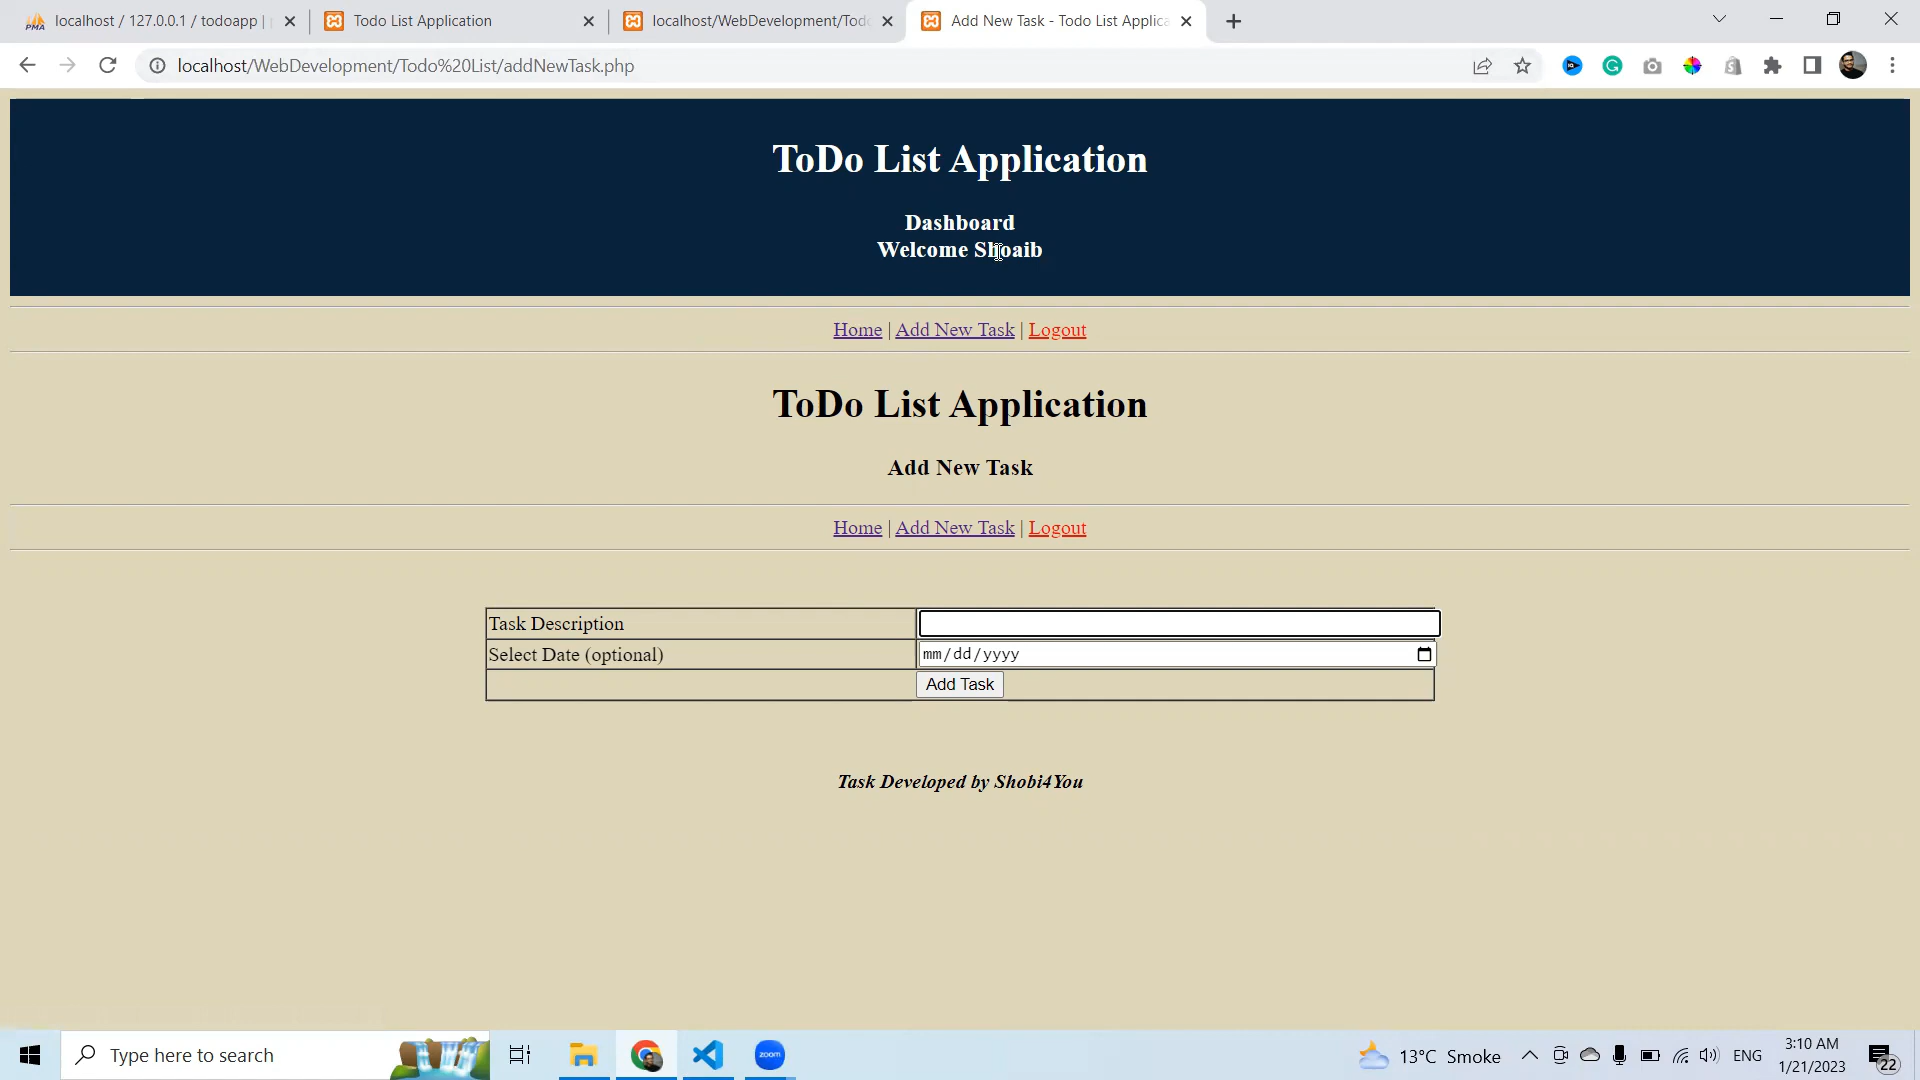 localhost / 127.0.0.1 / todoapp |
Todo List Application
localhost/WebDevelopment/Tod
Add New Task - Todo List Applica
localhost/WebDevelopment/Todo%20List/addNewTask.php
ToDo List Application
Dashboard
Welcome Shoaib
Home | Add New Task | Logout
ToDo List Application
Add New Task
Home | Add New Task | Logout
Task Description
Select Date (optional) mm/dd/yyyy
Add Task
Task Developed by Shobi4You
Type here to search
zoom
13°C Smoke
ENG
3:10 AM
1/21/2023
22